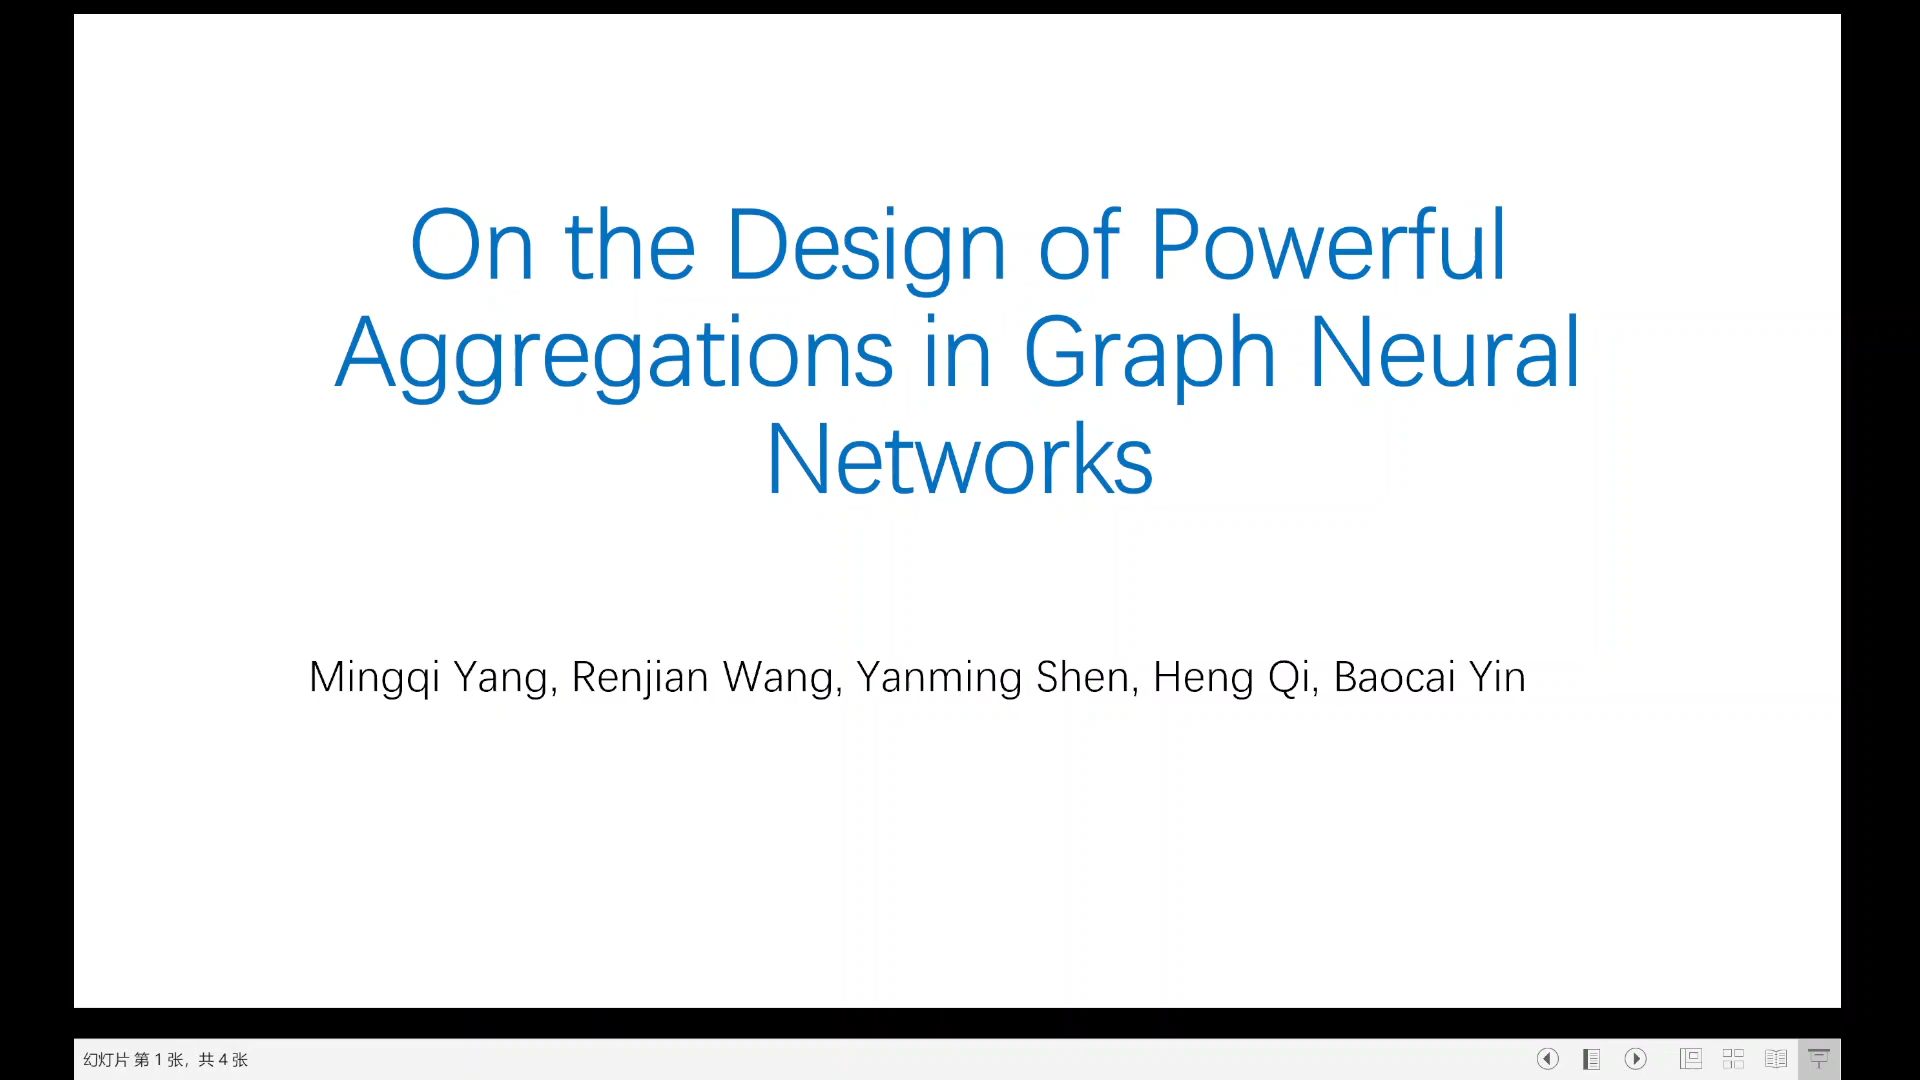 On the Design of Powerful
Aggregations in Graph Neural
Networks
Mingqi Yang, Renjian Wang, Yanming Shen, Heng Qi, Baocai Yin
幻灯片 第 1 张，共 4 张